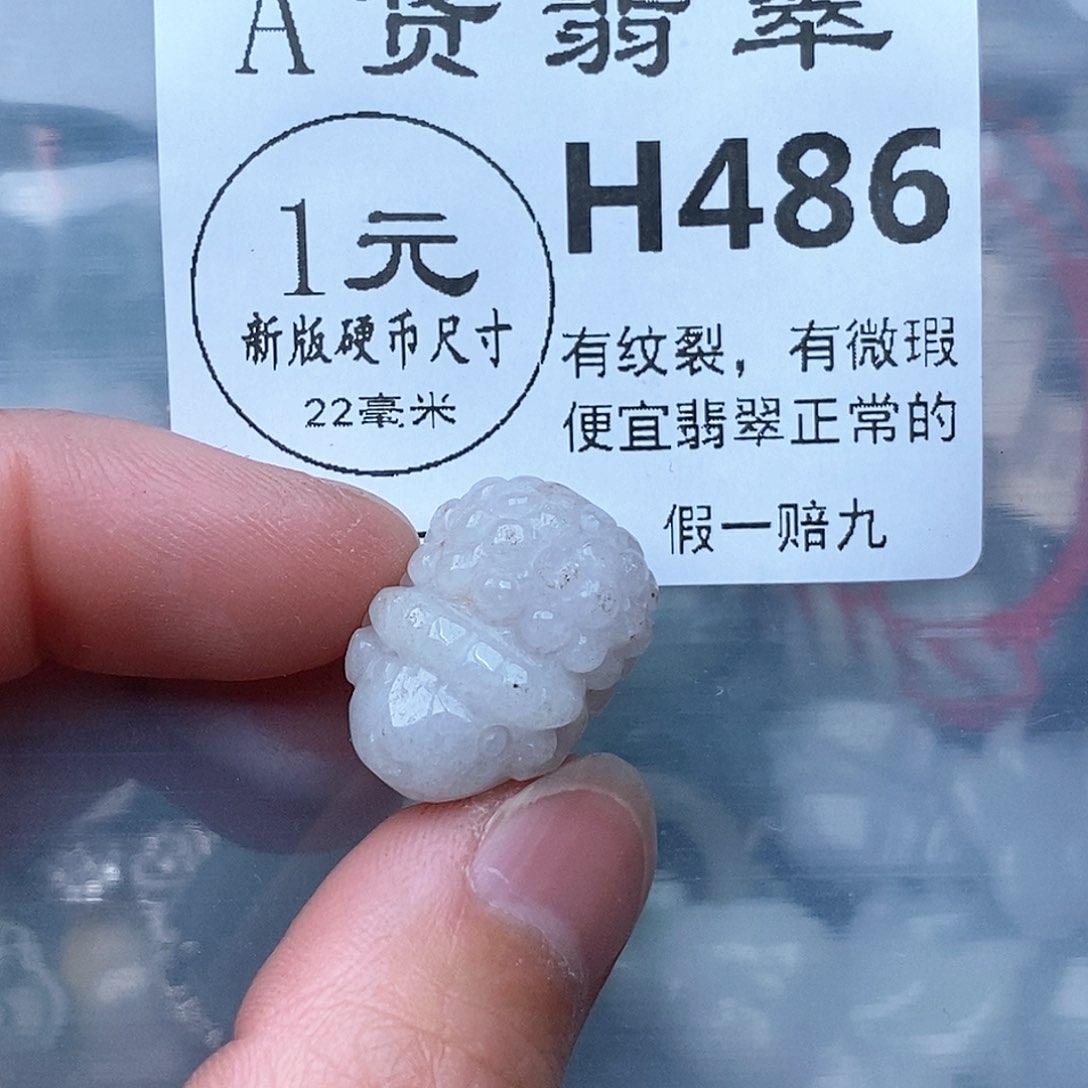 A货翡翠
H486
1元
新版硬币尺寸
22毫米
有纹裂，有微瑕
便宜翡翠正常的
假一赔九